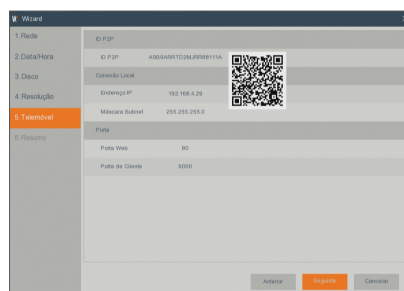 Wizard
1.Rede
2.Data/Hora
3.Disco
4.Resolução
5.Telemóvel
6.Resumo
ID P2P
ID P2P
Conexão Local
Endereço IP 192.168.4.29
Máscara Subnet 255.255.255.0
Porta
Porta Web 80
Porta de Cliente 9000
Anterior Seguinte Cancelar